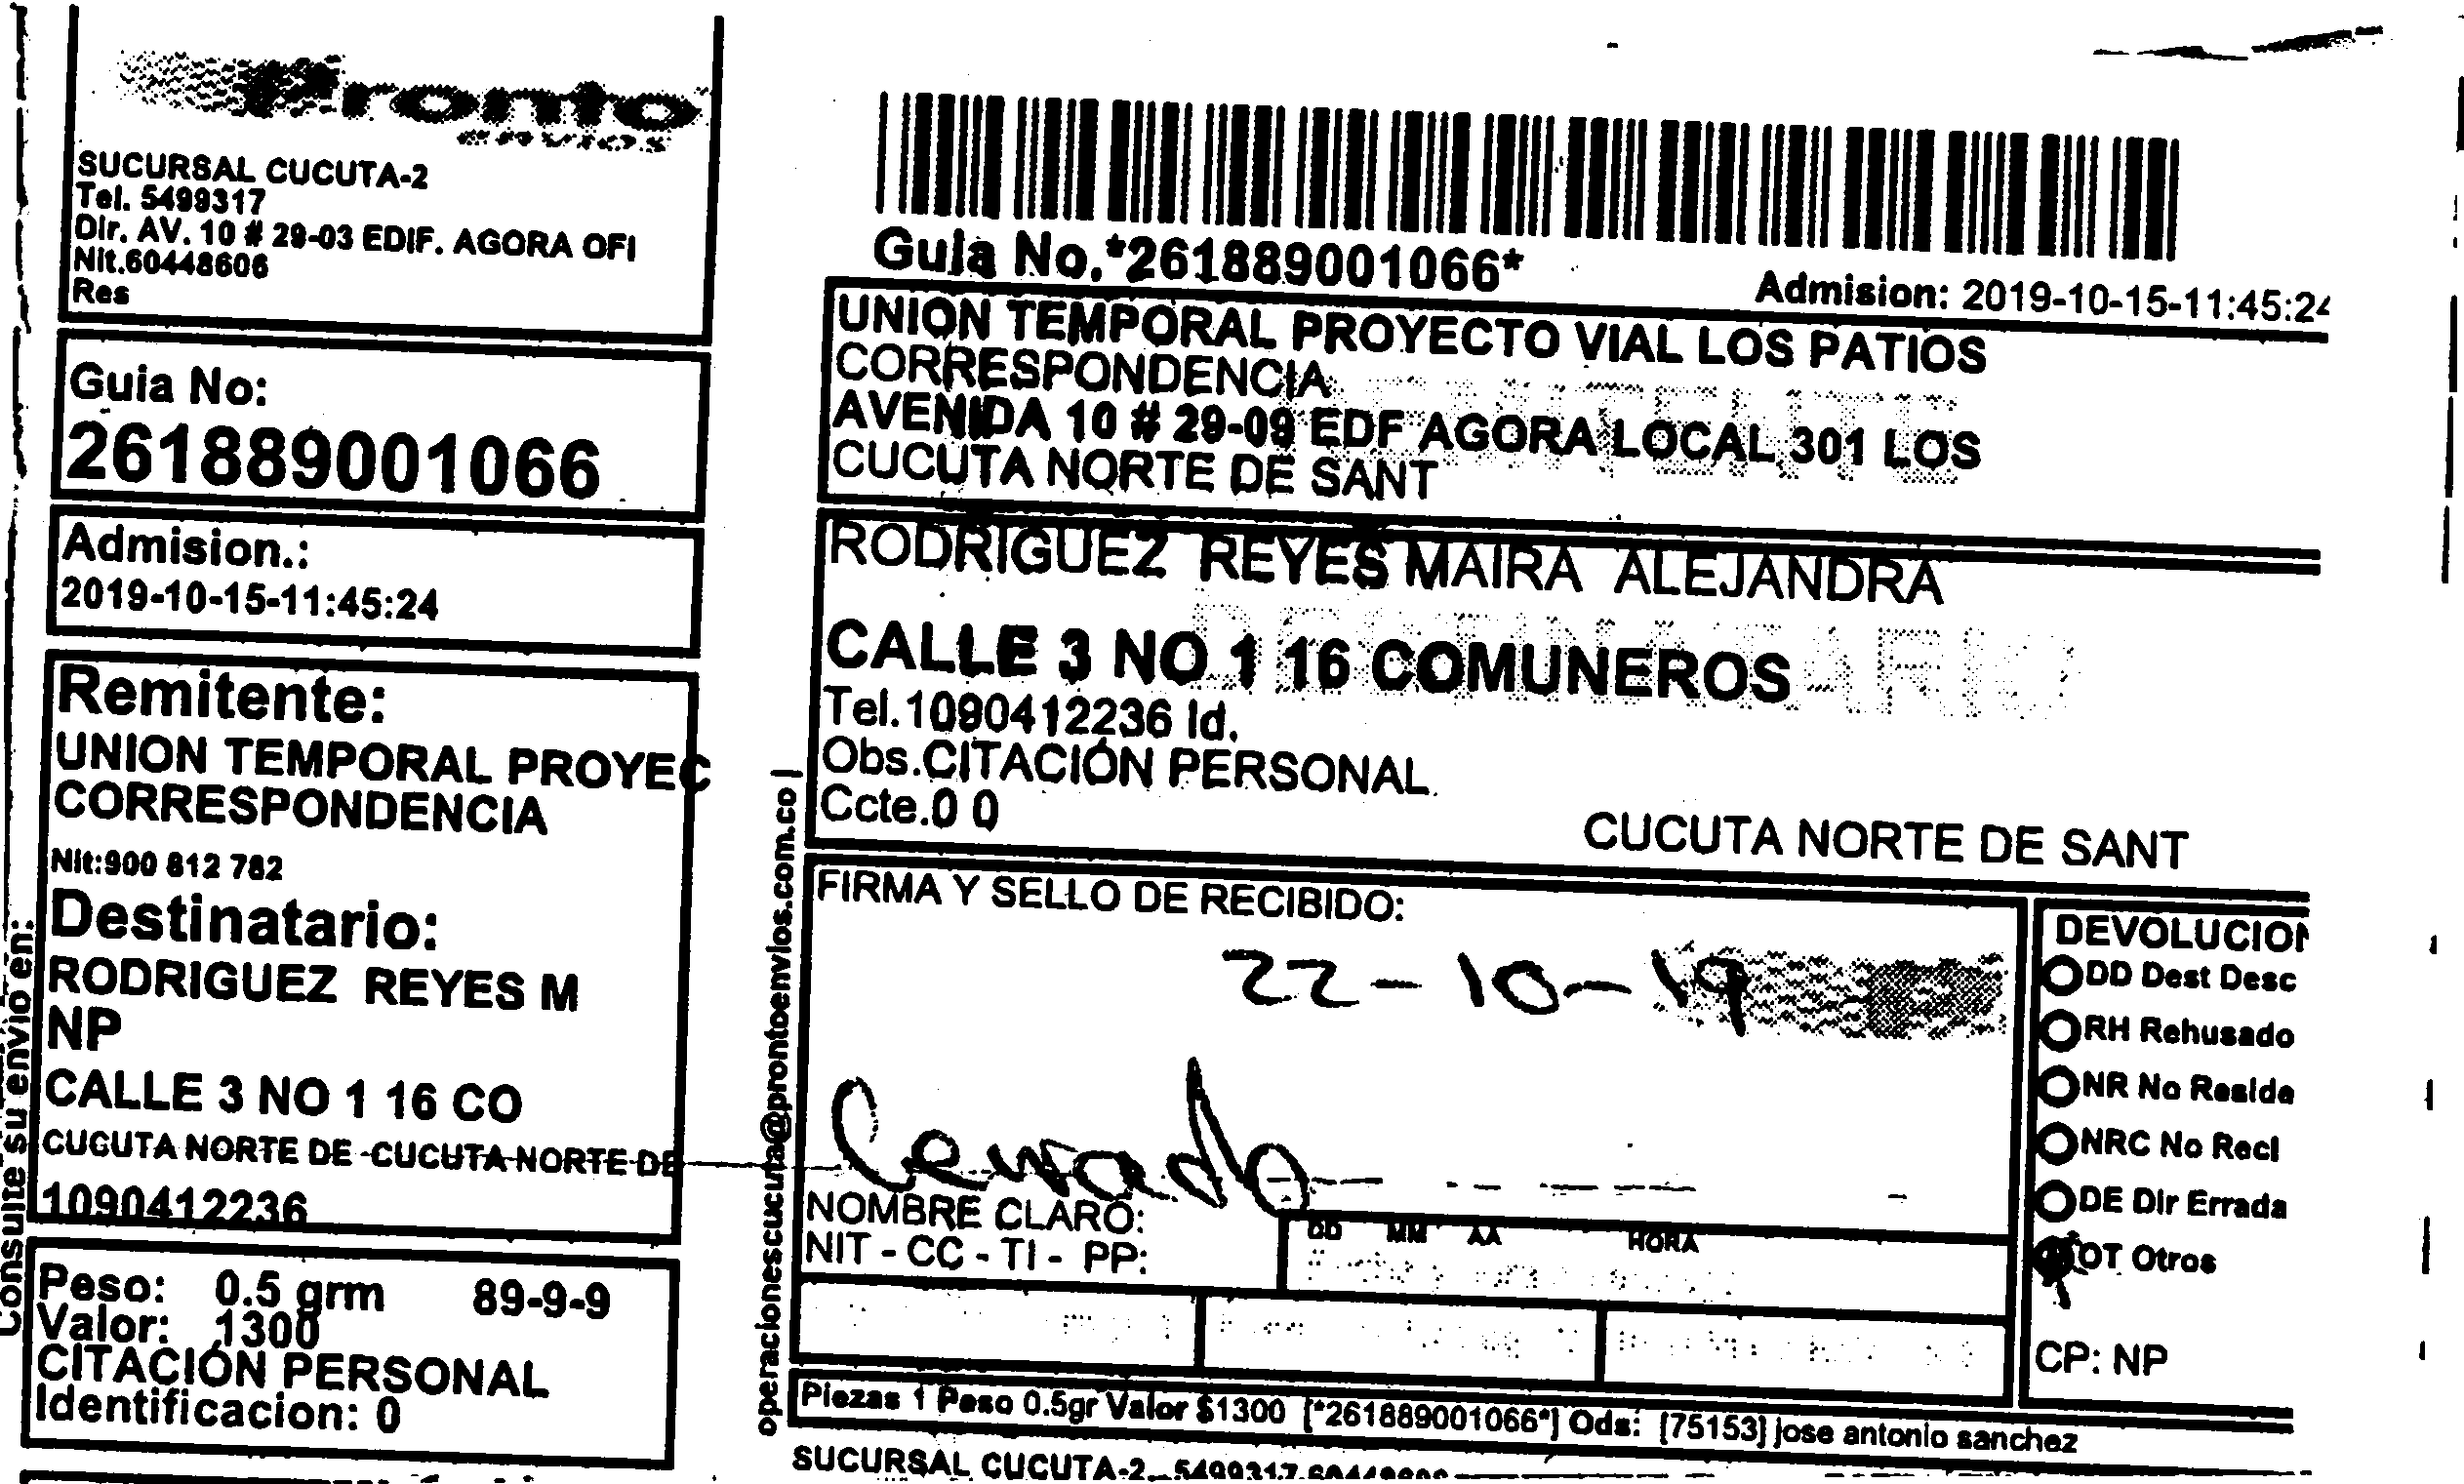 Pronto
envios
SUCURSAL CUCUTA-2
Tel. 5499317
Dir. AV. 10 # 29-03 EDIF. AGORA OFI
Nit.60448606
Res
Guia No:
261889001066
Admision.:
2019-10-15-11:45:24
Remitente:
UNION TEMPORAL PROYEC
CORRESPONDENCIA
Nit:900 812 782
Destinatario:
RODRIGUEZ REYES M
NP
CALLE 3 NO 1 16 CO
CUCUTA NORTE DE -CUCUTA NORTE DE
1090412236
Peso: 0.5 grm 89-9-9
Valor: 1300
CITACIÓN PERSONAL
Identificacion: 0
Consulte su envio en:
operacionescucuta@prontoenvios.com.co |
Guia No.*261889001066*
Admision: 2019-10-15-11:45:24
UNION TEMPORAL PROYECTO VIAL LOS PATIOS
CORRESPONDENCIA
AVENIDA 10 # 29-09 EDF AGORA LOCAL 301 LOS
CUCUTA NORTE DE SANT
REMITENTE
RODRIGUEZ REYES MAIRA ALEJANDRA
DESTINATARIO
CALLE 3 NO 1 16 COMUNEROS
Tel.1090412236 Id.
Obs.CITACIÓN PERSONAL
Ccte.0 0
CUCUTA NORTE DE SANT
FIRMA Y SELLO DE RECIBIDO:
22-10-19
Cerrado
NOMBRE CLARO:
NIT - CC - TI - PP:
DD MM AA HORA
DEVOLUCION
DD Dest Desc
RH Rehusado
NR No Reside
NRC No Recl
DE Dir Errada
OT Otros
CP: NP
Piezas 1 Peso 0.5gr Valor $1300 [*261889001066*] Ods: [75153] jose antonio sanchez
SUCURSAL CUCUTA-2 5499317 60448606